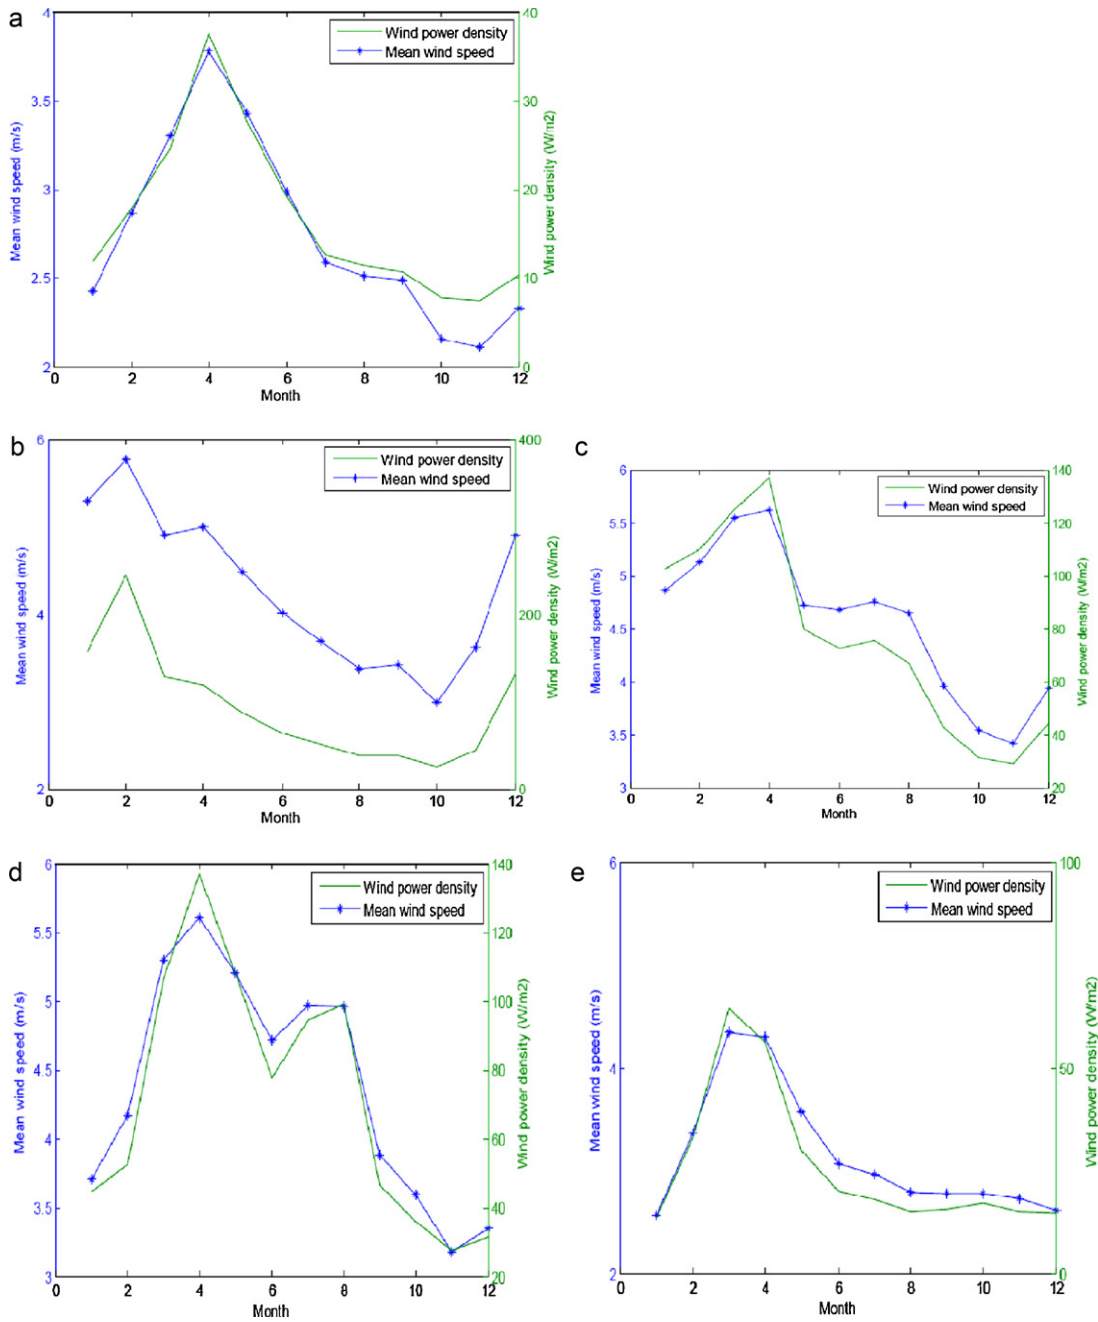 a
4
3.5
3
2.5
2
40
30
20
10
0
Wind power density
Mean wind speed
Mean wind speed (m/s)
Wind power density (W/m2)
0 2 4 6 8 10 12
Month
b
6
4
2
400
200
0
Wind power density
Mean wind speed
Mean wind speed (m/s)
Wind power density (W/m2)
0 2 4 6 8 10 12
Month
c
6
5.5
5
4.5
4
3.5
3
140
120
100
80
60
40
20
Wind power density
Mean wind speed
Mean wind speed (m/s)
Wind power density (W/m2)
0 2 4 6 8 10 12
Month
d
6
5.5
5
4.5
4
3.5
3
140
120
100
80
60
40
20
Wind power density
Mean wind speed
Mean wind speed (m/s)
Wind power density (W/m2)
0 2 4 6 8 10 12
Month
e
6
4
2
100
50
0
Wind power density
Mean wind speed
Mean wind speed (m/s)
Wind power density (W/m2)
0 2 4 6 8 10 12
Month